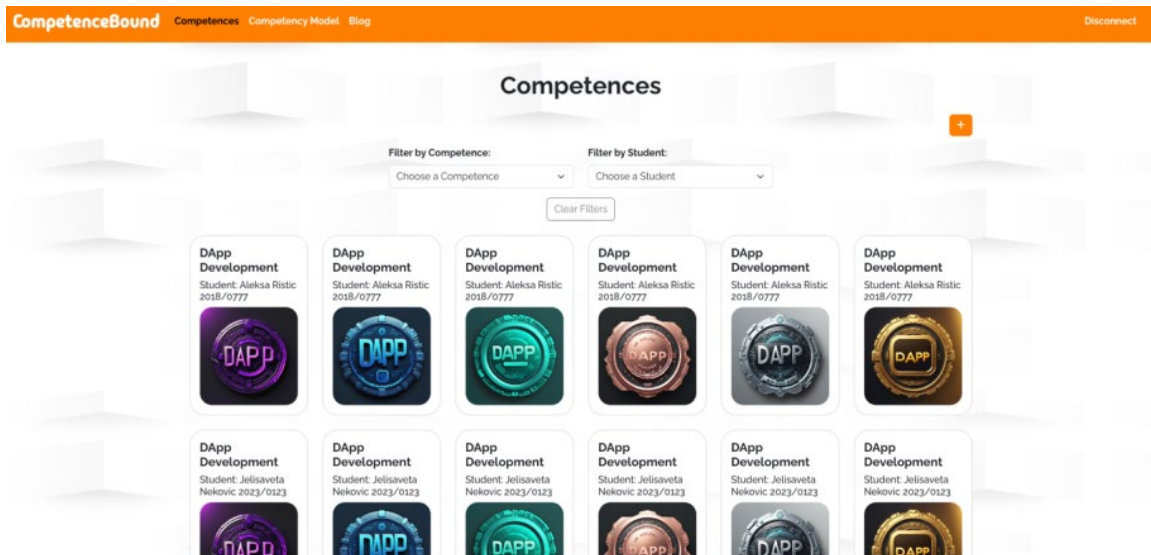 CompetenceBound Competences Competency Model Blog Disconnect
Competences
+
Filter by Competence: Filter by Student:
Choose a Competence Choose a Student
Clear Filters
DApp DApp DApp DApp DApp DApp
Development Development Development Development Development Development
Student: Aleksa Ristic Student: Aleksa Ristic Student: Aleksa Ristic Student: Aleksa Ristic Student: Aleksa Ristic Student: Aleksa Ristic
2018/0777 2018/0777 2018/0777 2018/0777 2018/0777 2018/0777
DAPP DAPP DAPP DAPP DAPP DAPP
DApp DApp DApp DApp DApp DApp
Development Development Development Development Development Development
Student: Jelisaveta Student: Jelisaveta Student: Jelisaveta Student: Jelisaveta Student: Jelisaveta Student: Jelisaveta
Nekovic 2023/0123 Nekovic 2023/0123 Nekovic 2023/0123 Nekovic 2023/0123 Nekovic 2023/0123 Nekovic 2023/0123
DAPP DAPP DAPP DAPP DAPP DAPP